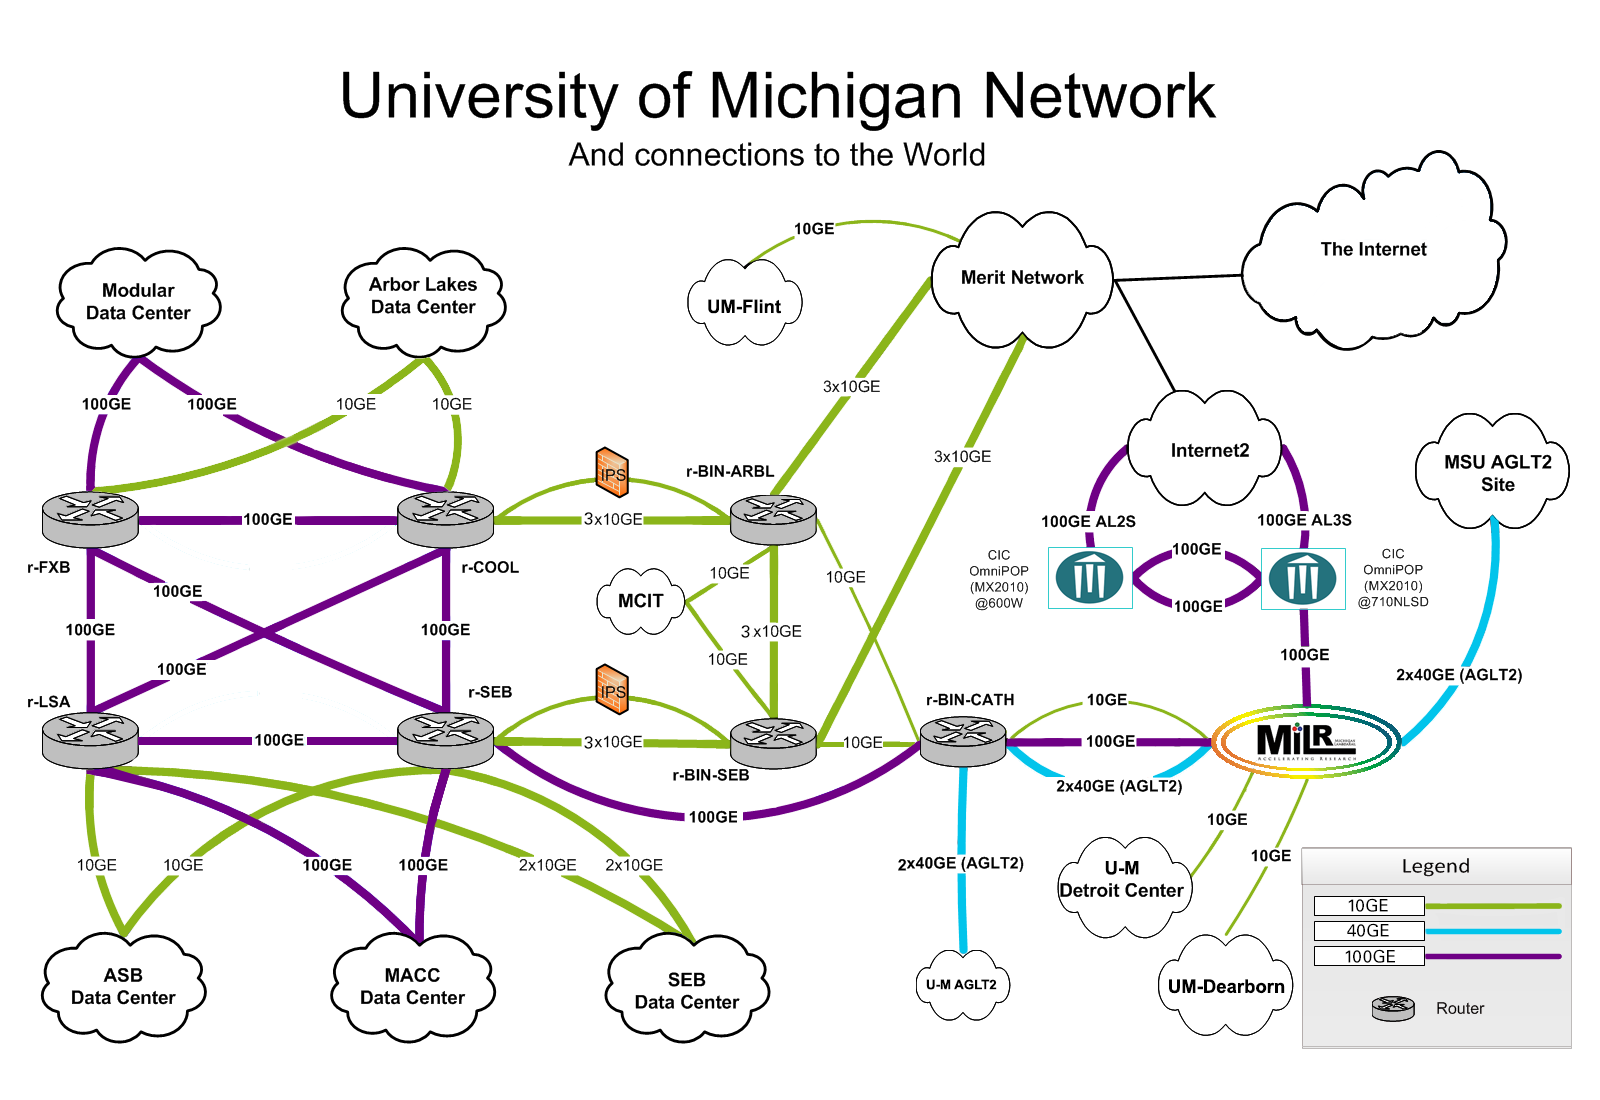 University of Michigan Network
And connections to the World
10GE
The Internet
Merit Network
Modular
Data Center
Arbor Lakes
Data Center
UM-Flint
3x10GE
100GE
100GE
10GE
10GE
3x10GE
Internet2
MSU AGLT2
Site
IPS
r-BIN-ARBL
100GE
3x10GE
100GE AL2S
100GE AL3S
r-FXB
r-COOL
CIC
OmniPOP
(MX2010)
@600W
100GE
100GE
CIC
OmniPOP
(MX2010)
@710NLSD
100GE
10GE
10GE
MCIT
100GE
100GE
3x10GE
100GE
10GE
100GE
2x40GE (AGLT2)
r-LSA
r-SEB
IPS
r-BIN-CATH
10GE
100GE
3x10GE
10GE
100GE
MiLR
MICHIGAN
LAMBDARAIL
ACCELERATING RESEARCH
r-BIN-SEB
2x40GE (AGLT2)
100GE
10GE
10GE
10GE
100GE
100GE
2x10GE
2x10GE
2x40GE (AGLT2)
10GE
U-M
Detroit Center
ASB
Data Center
MACC
Data Center
SEB
Data Center
U-M AGLT2
UM-Dearborn
Legend
10GE
40GE
100GE
Router